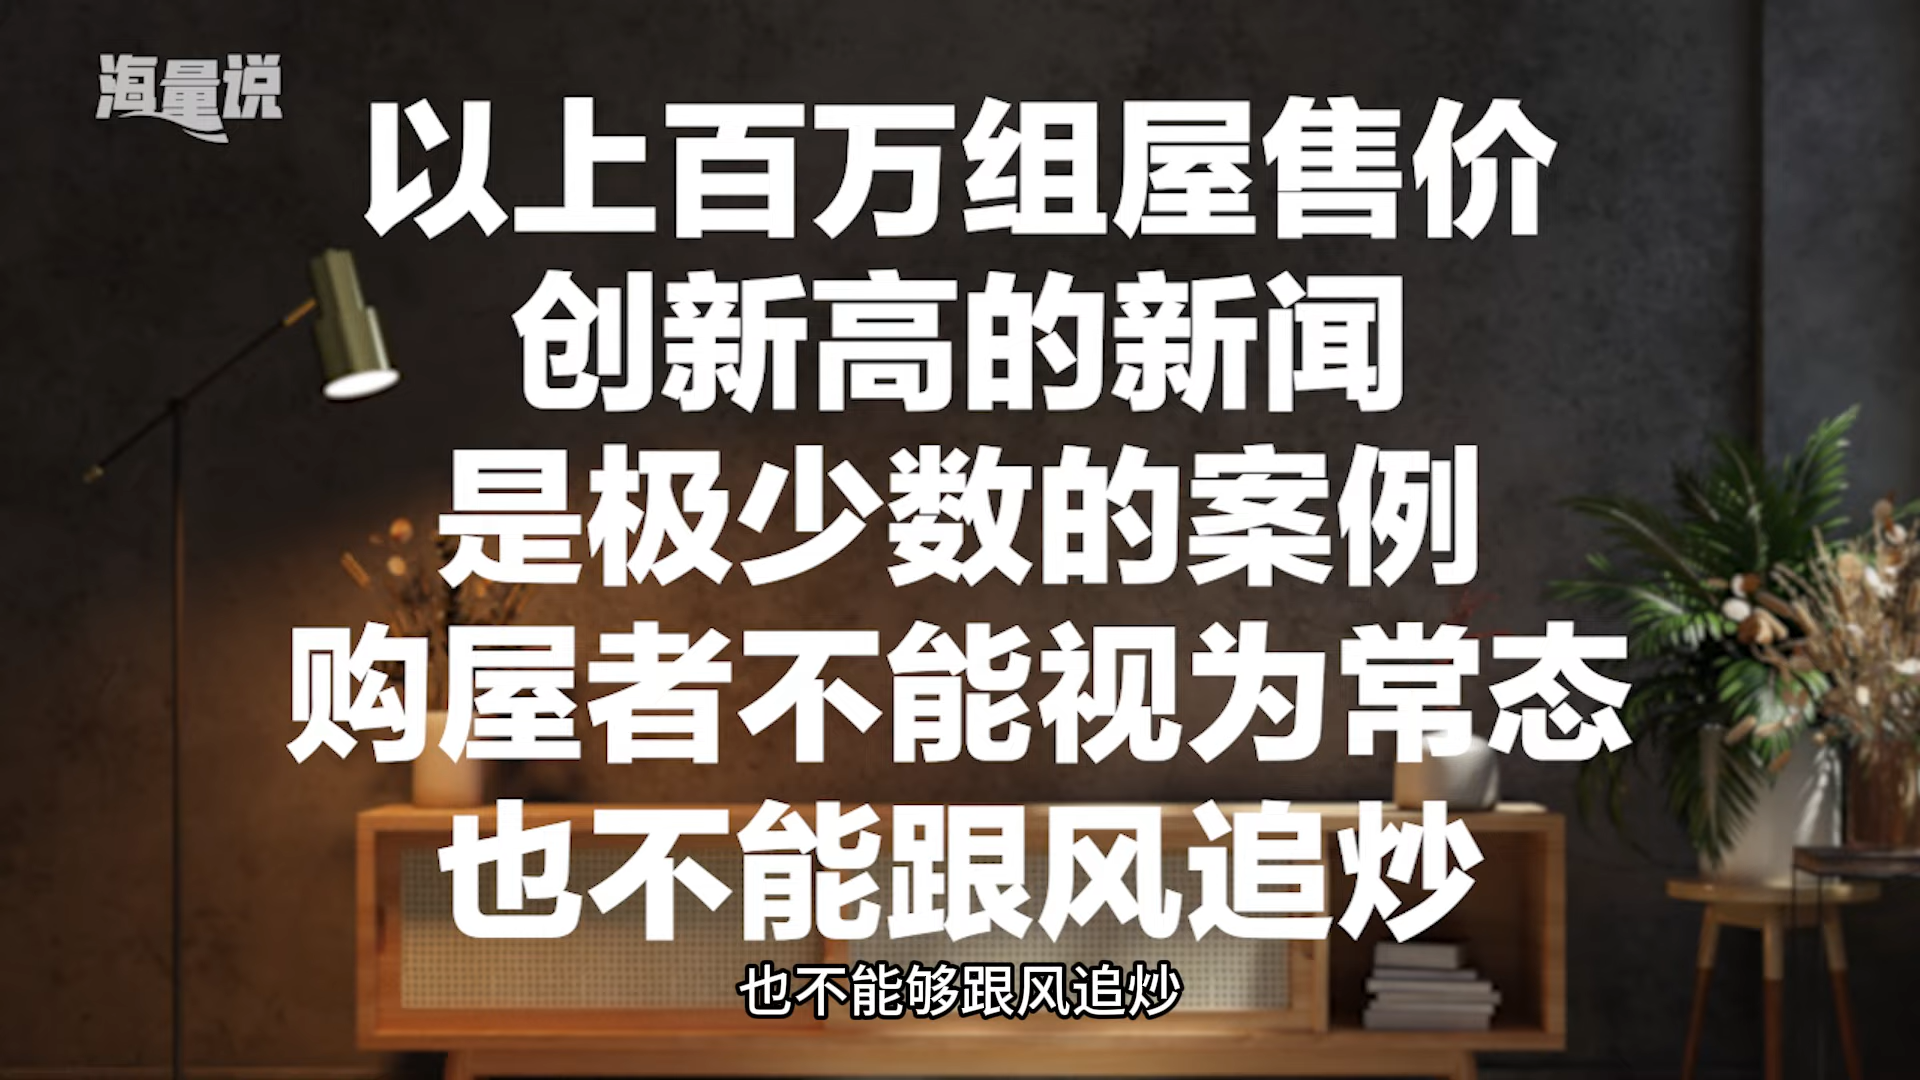 海量说
以上百万组屋售价
创新高的新闻
是极少数的案例
购屋者不能视为常态
也不能跟风追炒
也不能够跟风追炒